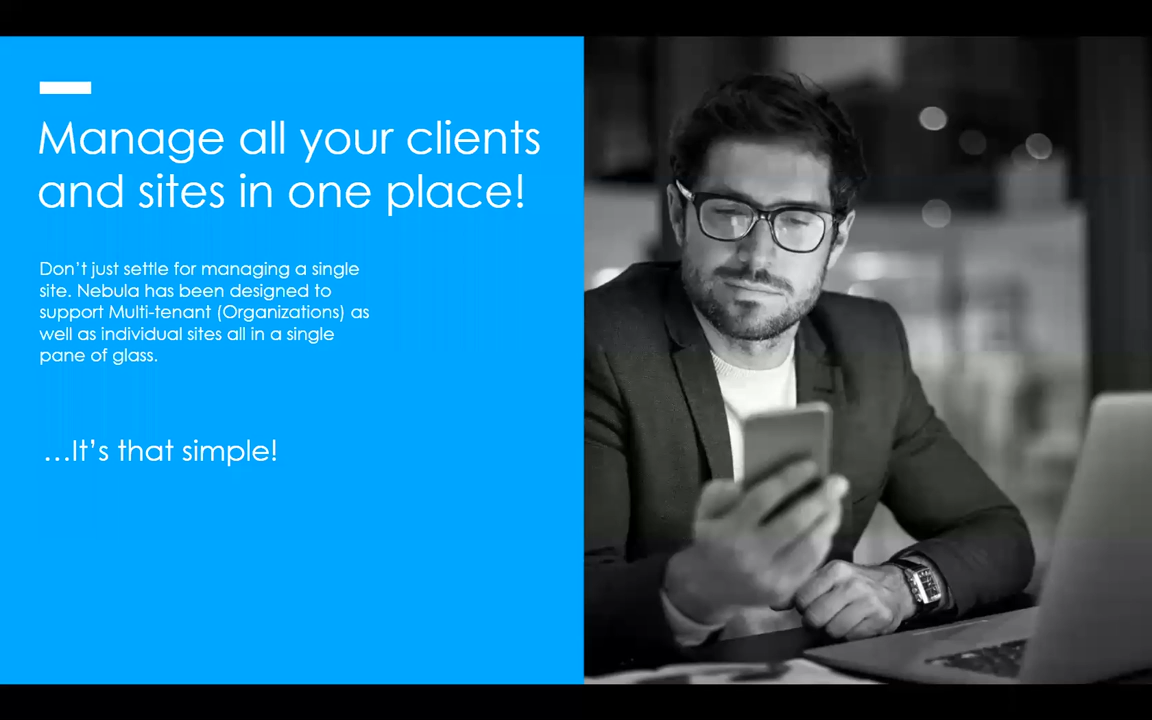 Manage all your clients
and sites in one place!
Don't just settle for managing a single
site. Nebula has been designed to
support Multi-tenant (Organizations) as
well as individual sites all in a single
pane of glass.
...It's that simple!